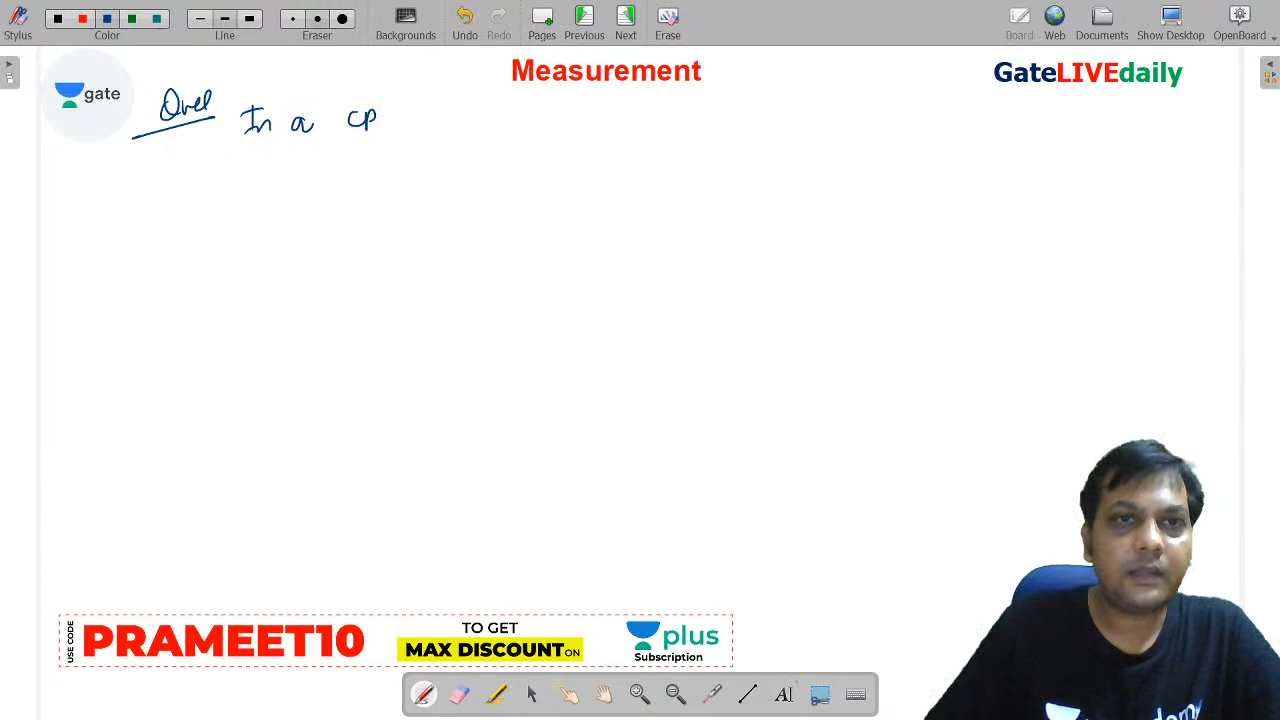 Stylus
Color
Line
Eraser
Backgrounds
Undo
Redo
Pages
Previous
Next
Erase
Board
Web
Documents
Show Desktop
OpenBoard
gate
Measurement
GateLIVEdaily
In a CP
USE CODE
PRAMEET10
TO GET
MAX DISCOUNT ON
plus
Subscription
AI